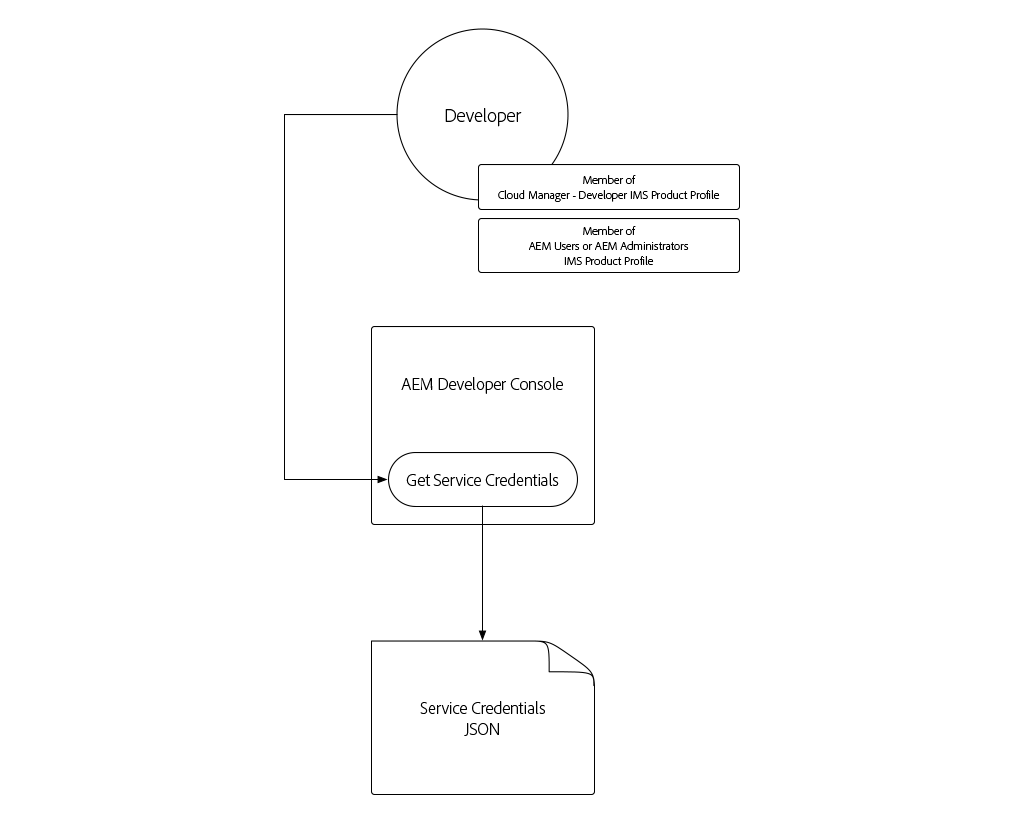 Developer
Member of
Cloud Manager - Developer IMS Product Profile
Member of
AEM Users or AEM Administrators
IMS Product Profile
AEM Developer Console
Get Service Credentials
Service Credentials
JSON